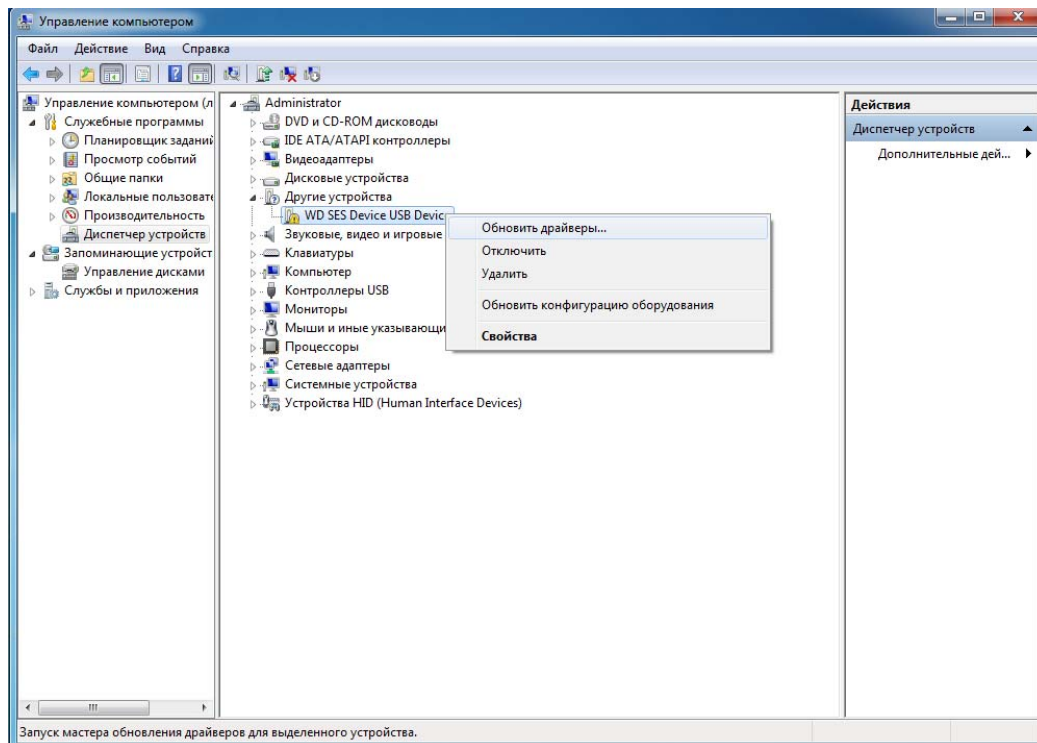 Управление компьютером
Файл Действие Вид Справка
Управление компьютером (л
Служебные программы
Планировщик заданий
Просмотр событий
Общие папки
Локальные пользовате
Производительность
Диспетчер устройств
Запоминающие устройст
Управление дисками
Службы и приложения
Administrator
DVD и CD-ROM дисководы
IDE ATA/ATAPI контроллеры
Видеоадаптеры
Дисковые устройства
Другие устройства
WD SES Device USB Devic
Звуковые, видео и игровые
Клавиатуры
Компьютер
Контроллеры USB
Мониторы
Мыши и иные указывающи
Процессоры
Сетевые адаптеры
Системные устройства
Устройства HID (Human Interface Devices)
Обновить драйверы...
Отключить
Удалить
Обновить конфигурацию оборудования
Свойства
Действия
Диспетчер устройств
Дополнительные дей...
Запуск мастера обновления драйверов для выделенного устройства.